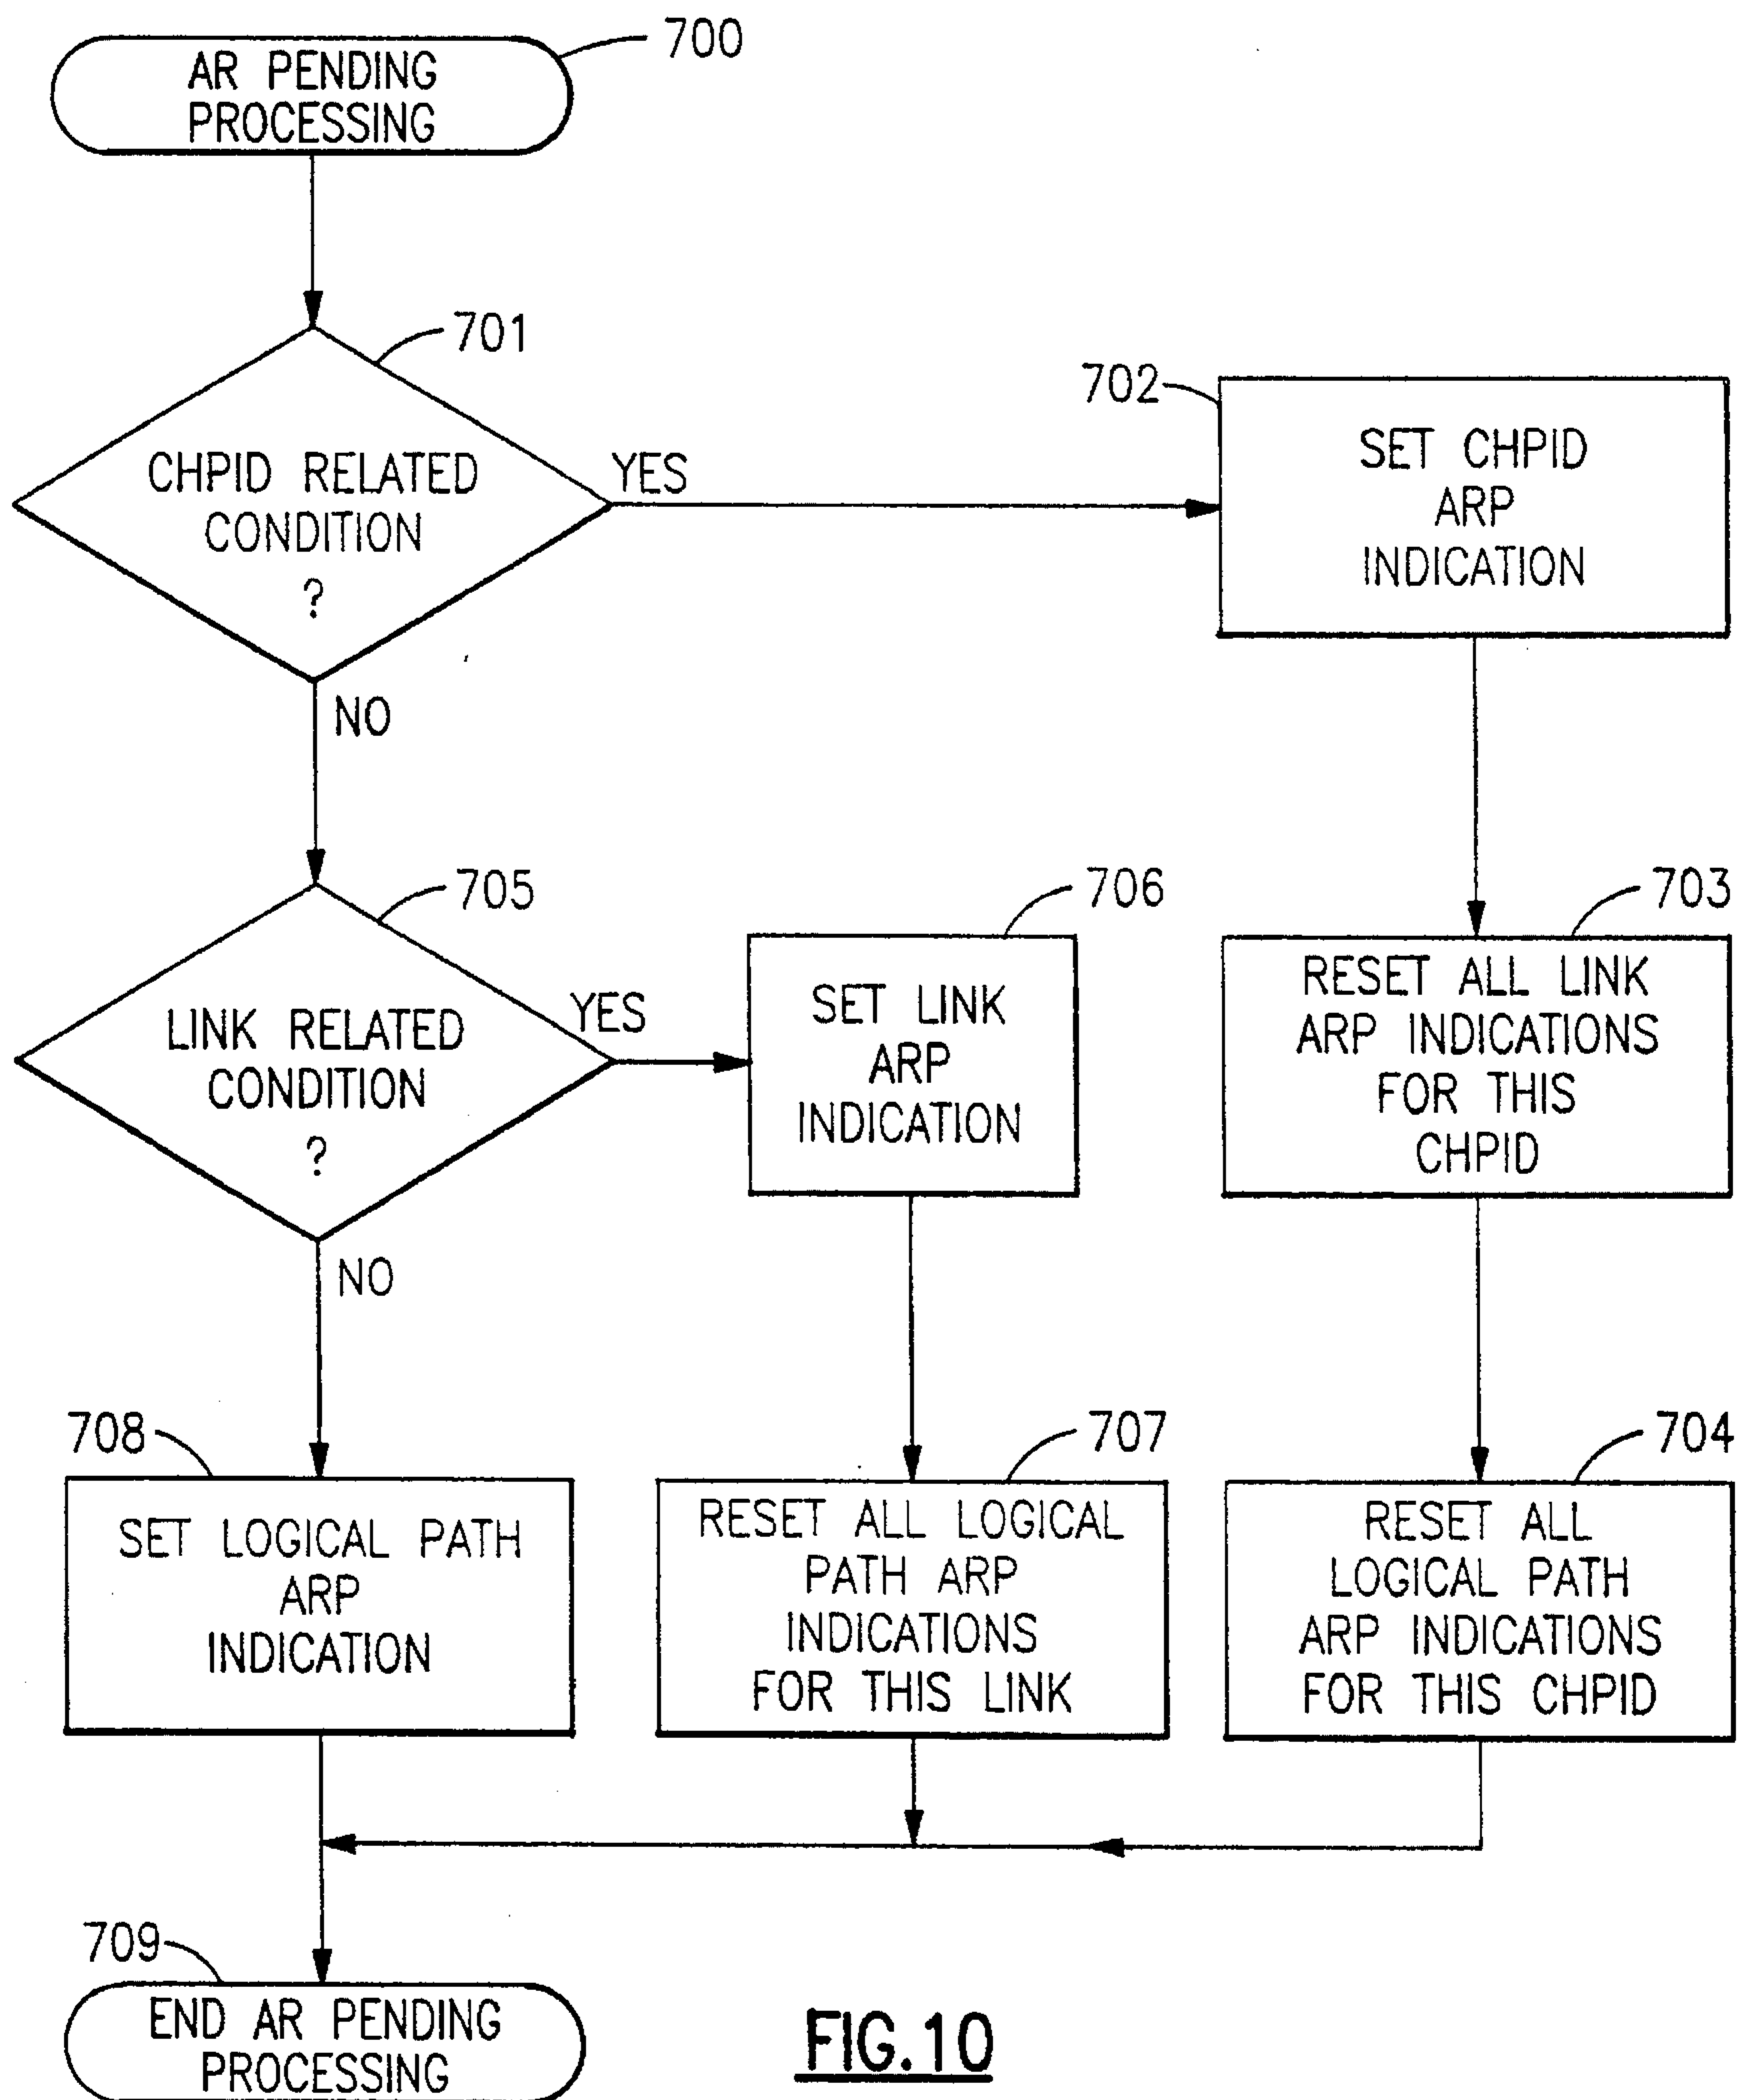 700
AR PENDING
PROCESSING
701
CHPID RELATED
CONDITION
?
YES
NO
702
SET CHPID
ARP
INDICATION
703
RESET ALL LINK
ARP INDICATIONS
FOR THIS
CHPID
705
LINK RELATED
CONDITION
?
YES
NO
706
SET LINK
ARP
INDICATION
708
SET LOGICAL PATH
ARP
INDICATION
707
RESET ALL LOGICAL
PATH ARP
INDICATIONS
FOR THIS LINK
704
RESET ALL
LOGICAL PATH
ARP INDICATIONS
FOR THIS CHPID
709
END AR PENDING
PROCESSING
FIG.10